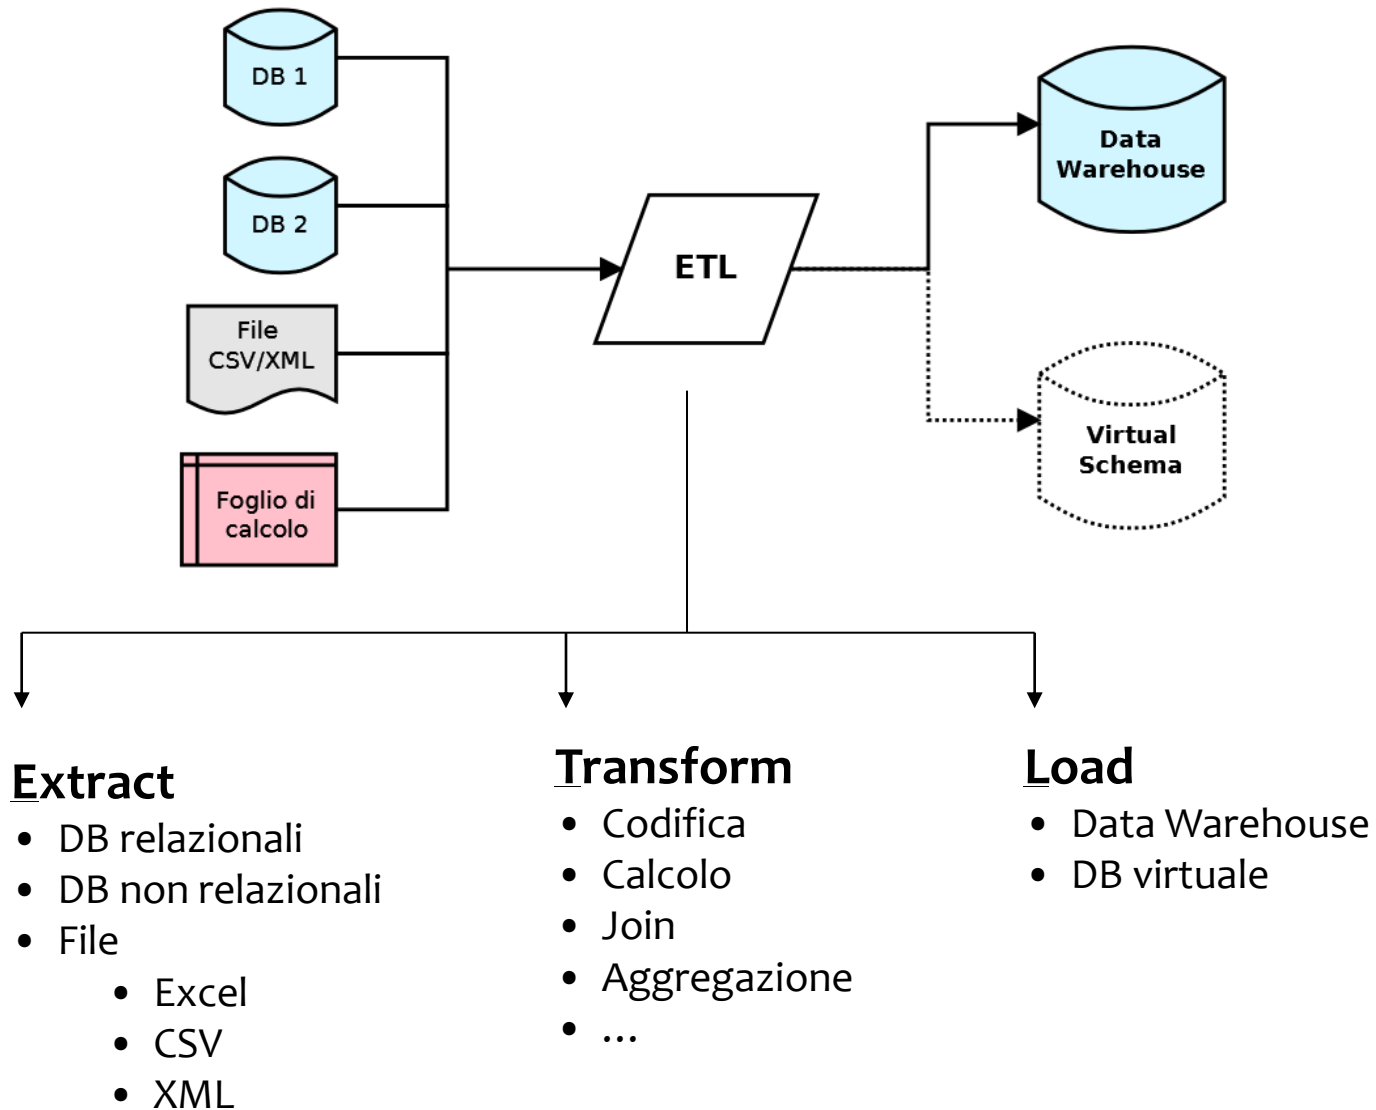 DB 1
DB 2
File
CSV/XML
Foglio di
calcolo
ETL
Data
Warehouse
Virtual
Schema
Extract
• DB relazionali
• DB non relazionali
• File
• Excel
• CSV
• XML
Transform
• Codifica
• Calcolo
• Join
• Aggregazione
• ...
Load
• Data Warehouse
• DB virtuale